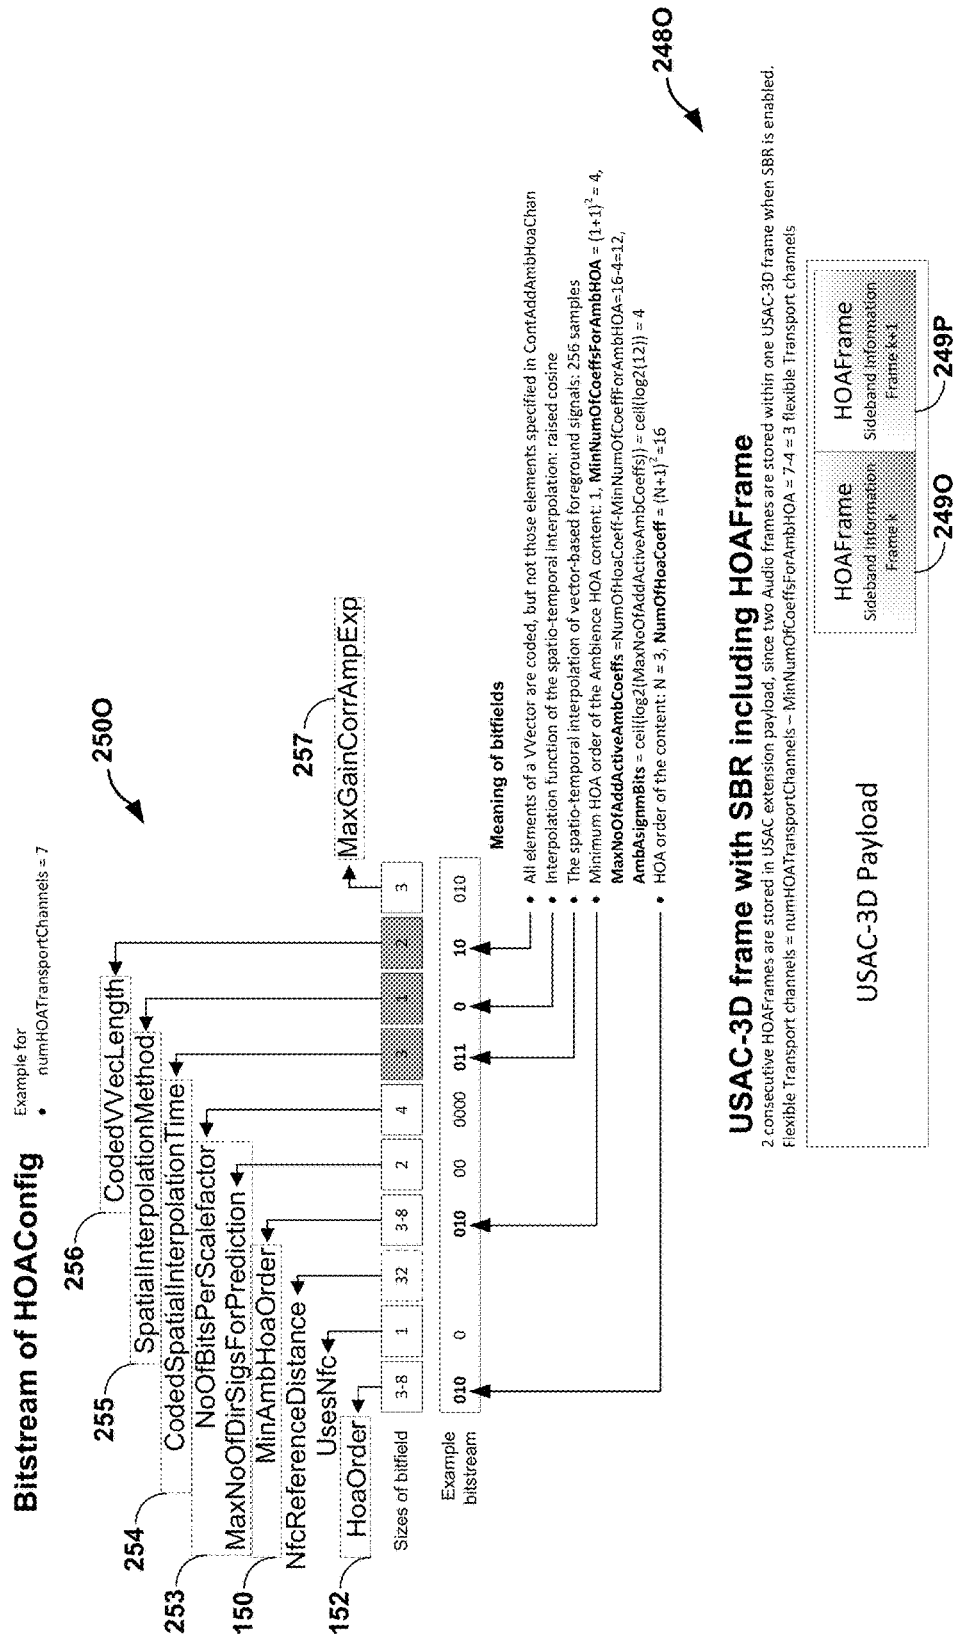 Bitstream of HOAConfig
Example for
• numHOATransportChannels = 7
250O
256
CodedVVecLength
255
SpatialInterpolationMethod
254
CodedSpatialInterpolationTime
253
NoOfBitsPerScalefactor
MaxNoOfDirSigsForPrediction
150
MinAmbHoaOrder
NfcReferenceDistance
UsesNfc
152
HoaOrder
257
MaxGainCorrAmpExp
Sizes of bitfield
3-8 1 32 3-8 2 4 3 1 2 3
Example
bitstream
010 0 010 00 0000 011 0 10 010
Meaning of bitfields
• All elements of a VVector are coded, but not those elements specified in ContAddAmbHoaChan
• Interpolation function of the spatio-temporal interpolation: raised cosine
• The spatio-temporal interpolation of vector-based foreground signals: 256 samples
• Minimum HOA order of the Ambience HOA content: 1, MinNumOfCoeffsForAmbHOA = (1+1)²= 4,
MaxNoOfAddActiveAmbCoeffs =NumOfHoaCoeff-MinNumOfCoeffForAmbHOA=16-4=12,
AmbAsignmBits = ceil(log2(MaxNoOfAddActiveAmbCoeffs)) = ceil(log2(12)) = 4
• HOA order of the content: N = 3, NumOfHoaCoeff = (N+1)²=16
248O
USAC-3D frame with SBR including HOAFrame
2 consecutive HOAFrames are stored in USAC extension payload, since two Audio frames are stored within one USAC-3D frame when SBR is enabled.
Flexible Transport channels = numHOATransportChannels – MinNumOfCoeffsForAmbHOA = 7-4 = 3 flexible Transport channels
USAC-3D Payload
HOAFrame
Sideband Information
Frame k
HOAFrame
Sideband Information
Frame k+1
249O
249P